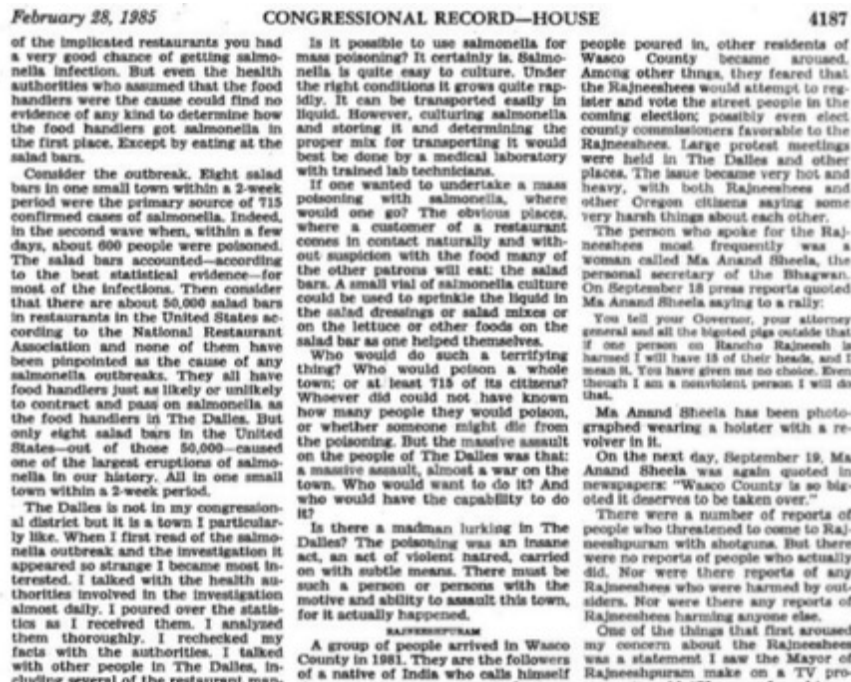 February 28, 1985
CONGRESSIONAL RECORD—HOUSE
4187
of the implicated restaurants you had
a very good chance of getting salmo-
nella infection. But even the health
authorities who assumed that the food
handlers were the cause could find no
evidence of any kind to determine how
the food handlers got salmonella in
the first place. Except by eating at the
salad bars.
Consider the outbreak. Eight salad
bars in one small town within a 2-week
period were the primary source of 715
confirmed cases of salmonella. Indeed,
in the second wave when, within a few
days, about 600 people were poisoned.
The salad bars accounted—according
to the best statistical evidence—for
most of the infections. Then consider
that there are about 50,000 salad bars
in restaurants in the United States ac-
cording to the National Restaurant
Association and none of them have
been pinpointed as the cause of any
salmonella outbreaks. They all have
food handlers just as likely or unlikely
to contract and pass on salmonella as
the food handlers in The Dalles. But
only eight salad bars in the United
States—out of those 50,000—caused
one of the largest eruptions of salmo-
nella in our history. All in one small
town within a 2-week period.
The Dalles is not in my congression-
al district but it is a town I particular-
ly like. When I first read of the salmo-
nella outbreak and the investigation it
appeared so strange I became most in-
terested. I talked with the health au-
thorities involved in the investigation
almost daily. I poured over the statis-
tics as I received them. I analyzed
them thoroughly. I rechecked my
facts with the authorities. I talked
with other people in The Dalles, in-
cluding several of the restaurant man-
Is it possible to use salmonella for
mass poisoning? It certainly is. Salmo-
nella is quite easy to culture. Under
the right conditions it grows quite rap-
idly. It can be transported easily in
liquid. However, culturing salmonella
and storing it and determining the
proper mix for transporting it would
best be done by a medical laboratory
with trained lab technicians.
If one wanted to undertake a mass
poisoning with salmonella, where
would one go? The obvious places,
where a customer of a restaurant
comes in contact naturally and with-
out suspicion with the food many of
the other patrons will eat: the salad
bars. A small vial of salmonella culture
could be used to sprinkle the liquid in
the salad dressings or salad mixes or
on the lettuce or other foods on the
salad bar as one helped themselves.
Who would do such a terrifying
thing? Who would poison a whole
town; or at least 715 of its citizens?
Whoever did could not have known
how many people they would poison,
or whether someone might die from
the poisoning. But the massive assault
on the people of The Dalles was that:
a massive assault, almost a war on the
town. Who would want to do it? And
who would have the capability to do
it?
Is there a madman lurking in The
Dalles? The poisoning was an insane
act, an act of violent hatred, carried
on with subtle means. There must be
such a person or persons with the
motive and ability to assault this town,
for it actually happened.
RAJNEESHPURAM
A group of people arrived in Wasco
County in 1981. They are the followers
of a native of India who calls himself
people poured in, other residents of
Wasco County became aroused.
Among other things, they feared that
the Rajneeshees would attempt to reg-
ister and vote the street people in the
coming election; possibly even elect
county commissioners favorable to the
Rajneeshees. Large protest meetings
were held in The Dalles and other
places. The issue became very hot and
heavy, with both Rajneeshees and
other Oregon citizens saying some
very harsh things about each other.
The person who spoke for the Raj-
neeshees most frequently was a
woman called Ma Anand Sheela, the
personal secretary of the Bhagwan.
On September 18 press reports quoted
Ma Anand Sheela saying to a rally:
You tell your Governor, your attorney
general and all the bigoted pigs outside that
if one person on Rancho Rajneesh is
harmed I will have 15 of their heads, and I
mean it. You have given me no choice. Even
though I am a nonviolent person I will do
that.
Ma Anand Sheela has been photo-
graphed wearing a holster with a re-
volver in it.
On the next day, September 19, Ma
Anand Sheela was again quoted in
newspapers: "Wasco County is so big-
oted it deserves to be taken over."
There were a number of reports of
people who threatened to come to Raj-
neeshpuram with shotguns. But there
were no reports of people who actually
did. Nor were there reports of any
Rajneeshees who were harmed by out-
siders. Nor were there any reports of
Rajneeshees harming anyone else.
One of the things that first aroused
my concern about the Rajneeshees
was a statement I saw the Mayor of
Rajneeshpuram make on a TV pro-